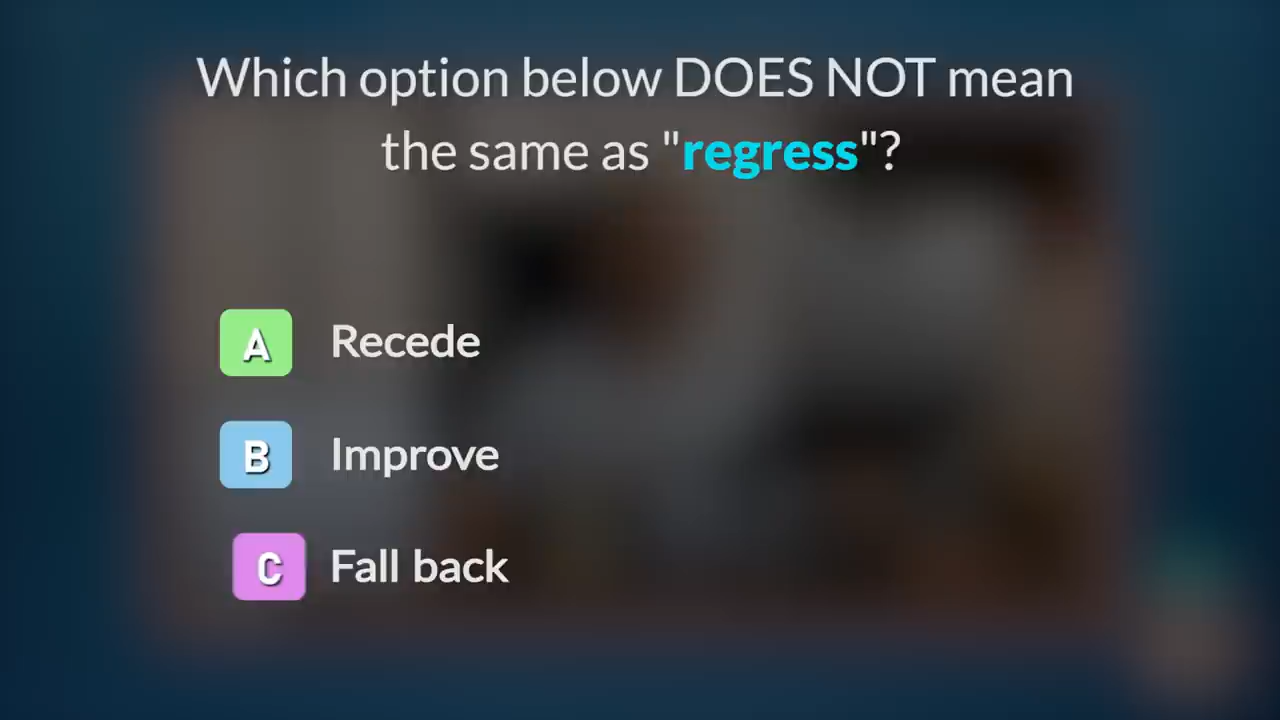 Which option below DOES NOT mean
the same as "regress"?
A Recede
B Improve
C Fall back